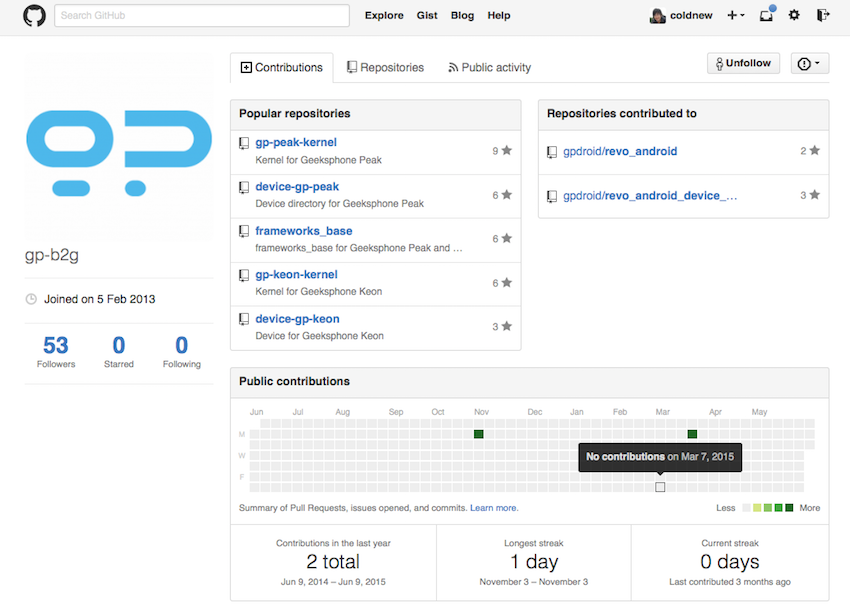 Search GitHub
Explore Gist Blog Help
coldnew
Contributions Repositories Public activity
Unfollow
gp-b2g
Joined on 5 Feb 2013
53 0 0
Followers Starred Following
Popular repositories
gp-peak-kernel 9
Kernel for Geeksphone Peak
device-gp-peak 6
Device directory for Geeksphone Peak
frameworks_base 6
frameworks_base for Geeksphone Peak and …
gp-keon-kernel 6
Kernel for Geeksphone Keon
device-gp-keon 3
Device for Geeksphone Keon
Repositories contributed to
gpdroid/revo_android 2
gpdroid/revo_android_device_… 3
Public contributions
Jun Jul Aug Sep Oct Nov Dec Jan Feb Mar Apr May
M
W
F
No contributions on Mar 7, 2015
Summary of Pull Requests, issues opened, and commits. Learn more.
Less More
Contributions in the last year
2 total
Jun 9, 2014 – Jun 9, 2015
Longest streak
1 day
November 3 – November 3
Current streak
0 days
Last contributed 3 months ago